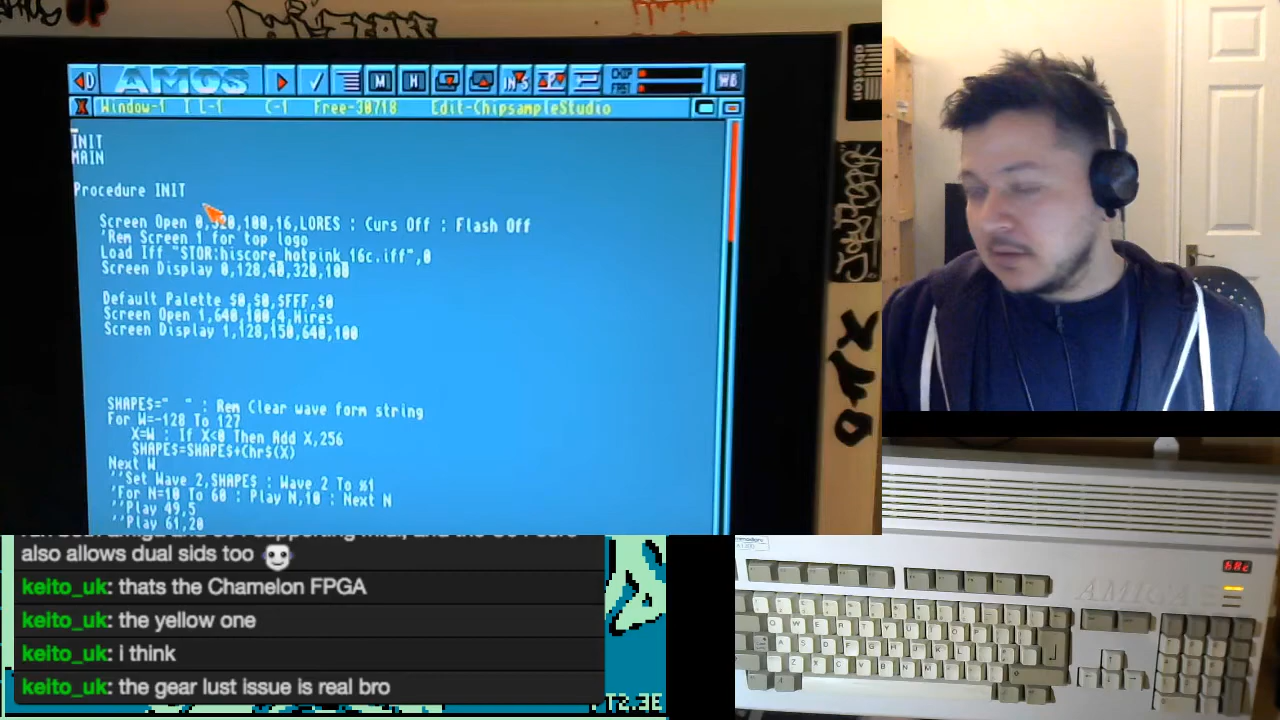 AMOS
M H INS CHIP FAST WB
Window-1 I L-1 C-1 Free-30718 Edit-ChipsampleStudio
INIT
MAIN
Procedure INIT
Screen Open 0,320,100,16,LORES : Curs Off : Flash Off
'Rem Screen 1 for top logo
Load Iff "STOR:hiscore_hotpink_16c.iff",0
Screen Display 0,128,40,320,100
Default Palette $0,$0,$FFF,$0
Screen Open 1,640,100,4,Hires
Screen Display 1,128,150,640,100
SHAPE$=" " : Rem Clear wave form string
For W=-128 To 127
X=W : If X<0 Then Add X,256
SHAPE$=SHAPE$+Chr$(X)
Next W
''Set Wave 2,SHAPE$ : Wave 2 To %1
'For N=10 To 60 : Play N,10 : Next N
''Play 49,5
''Play 61,20
ableton
also allows dual sids too
keito_uk: thats the Chamelon FPGA
keito_uk: the yellow one
keito_uk: i think
keito_uk: the gear lust issue is real bro
AMIGA